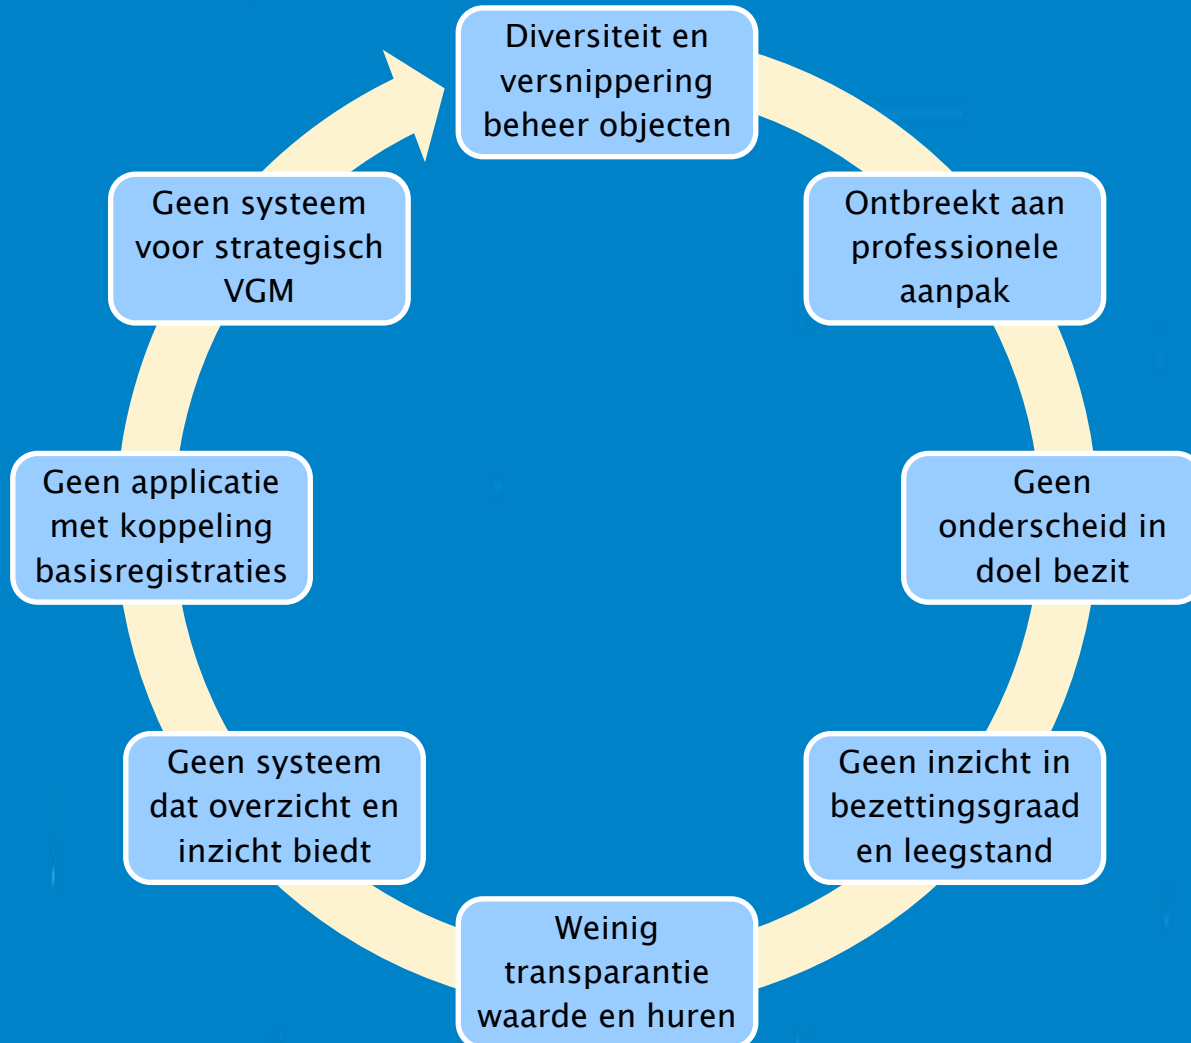 Diversiteit en
versnippering
beheer objecten
Ontbreekt aan
professionele
aanpak
Geen
onderscheid in
doel bezit
Geen inzicht in
bezettingsgraad
en leegstand
Weinig
transparantie
waarde en huren
Geen systeem
dat overzicht en
inzicht biedt
Geen applicatie
met koppeling
basisregistraties
Geen systeem
voor strategisch
VGM